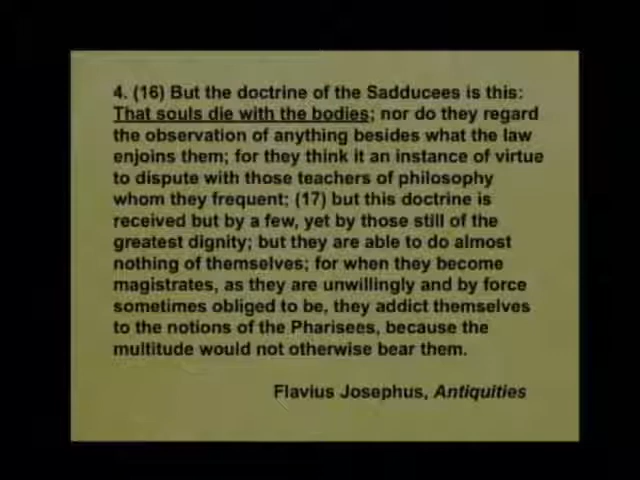 4. (16) But the doctrine of the Sadducees is this:
That souls die with the bodies; nor do they regard
the observation of anything besides what the law
enjoins them; for they think it an instance of virtue
to dispute with those teachers of philosophy
whom they frequent; (17) but this doctrine is
received but by a few, yet by those still of the
greatest dignity; but they are able to do almost
nothing of themselves; for when they become
magistrates, as they are unwillingly and by force
sometimes obliged to be, they addict themselves
to the notions of the Pharisees, because the
multitude would not otherwise bear them.
Flavius Josephus, Antiquities